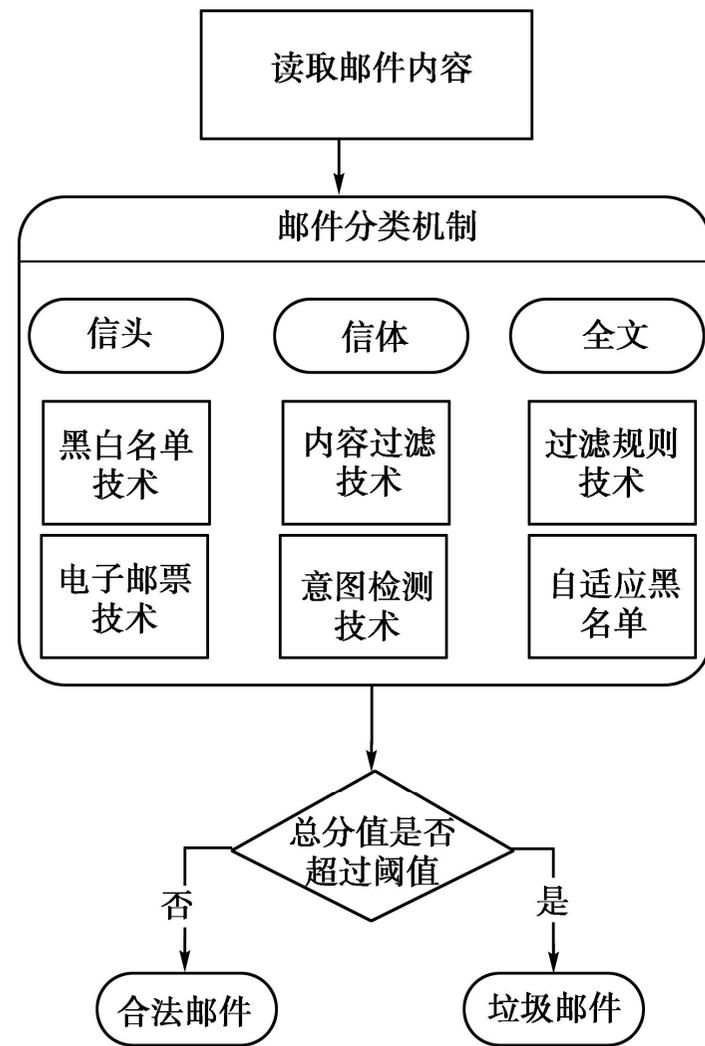 读取邮件内容
邮件分类机制
信头
信体
全文
黑白名单
技术
内容过滤
技术
过滤规则
技术
电子邮票
技术
意图检测
技术
自适应黑
名单
总分值是否
超过阈值
否
是
合法邮件
垃圾邮件